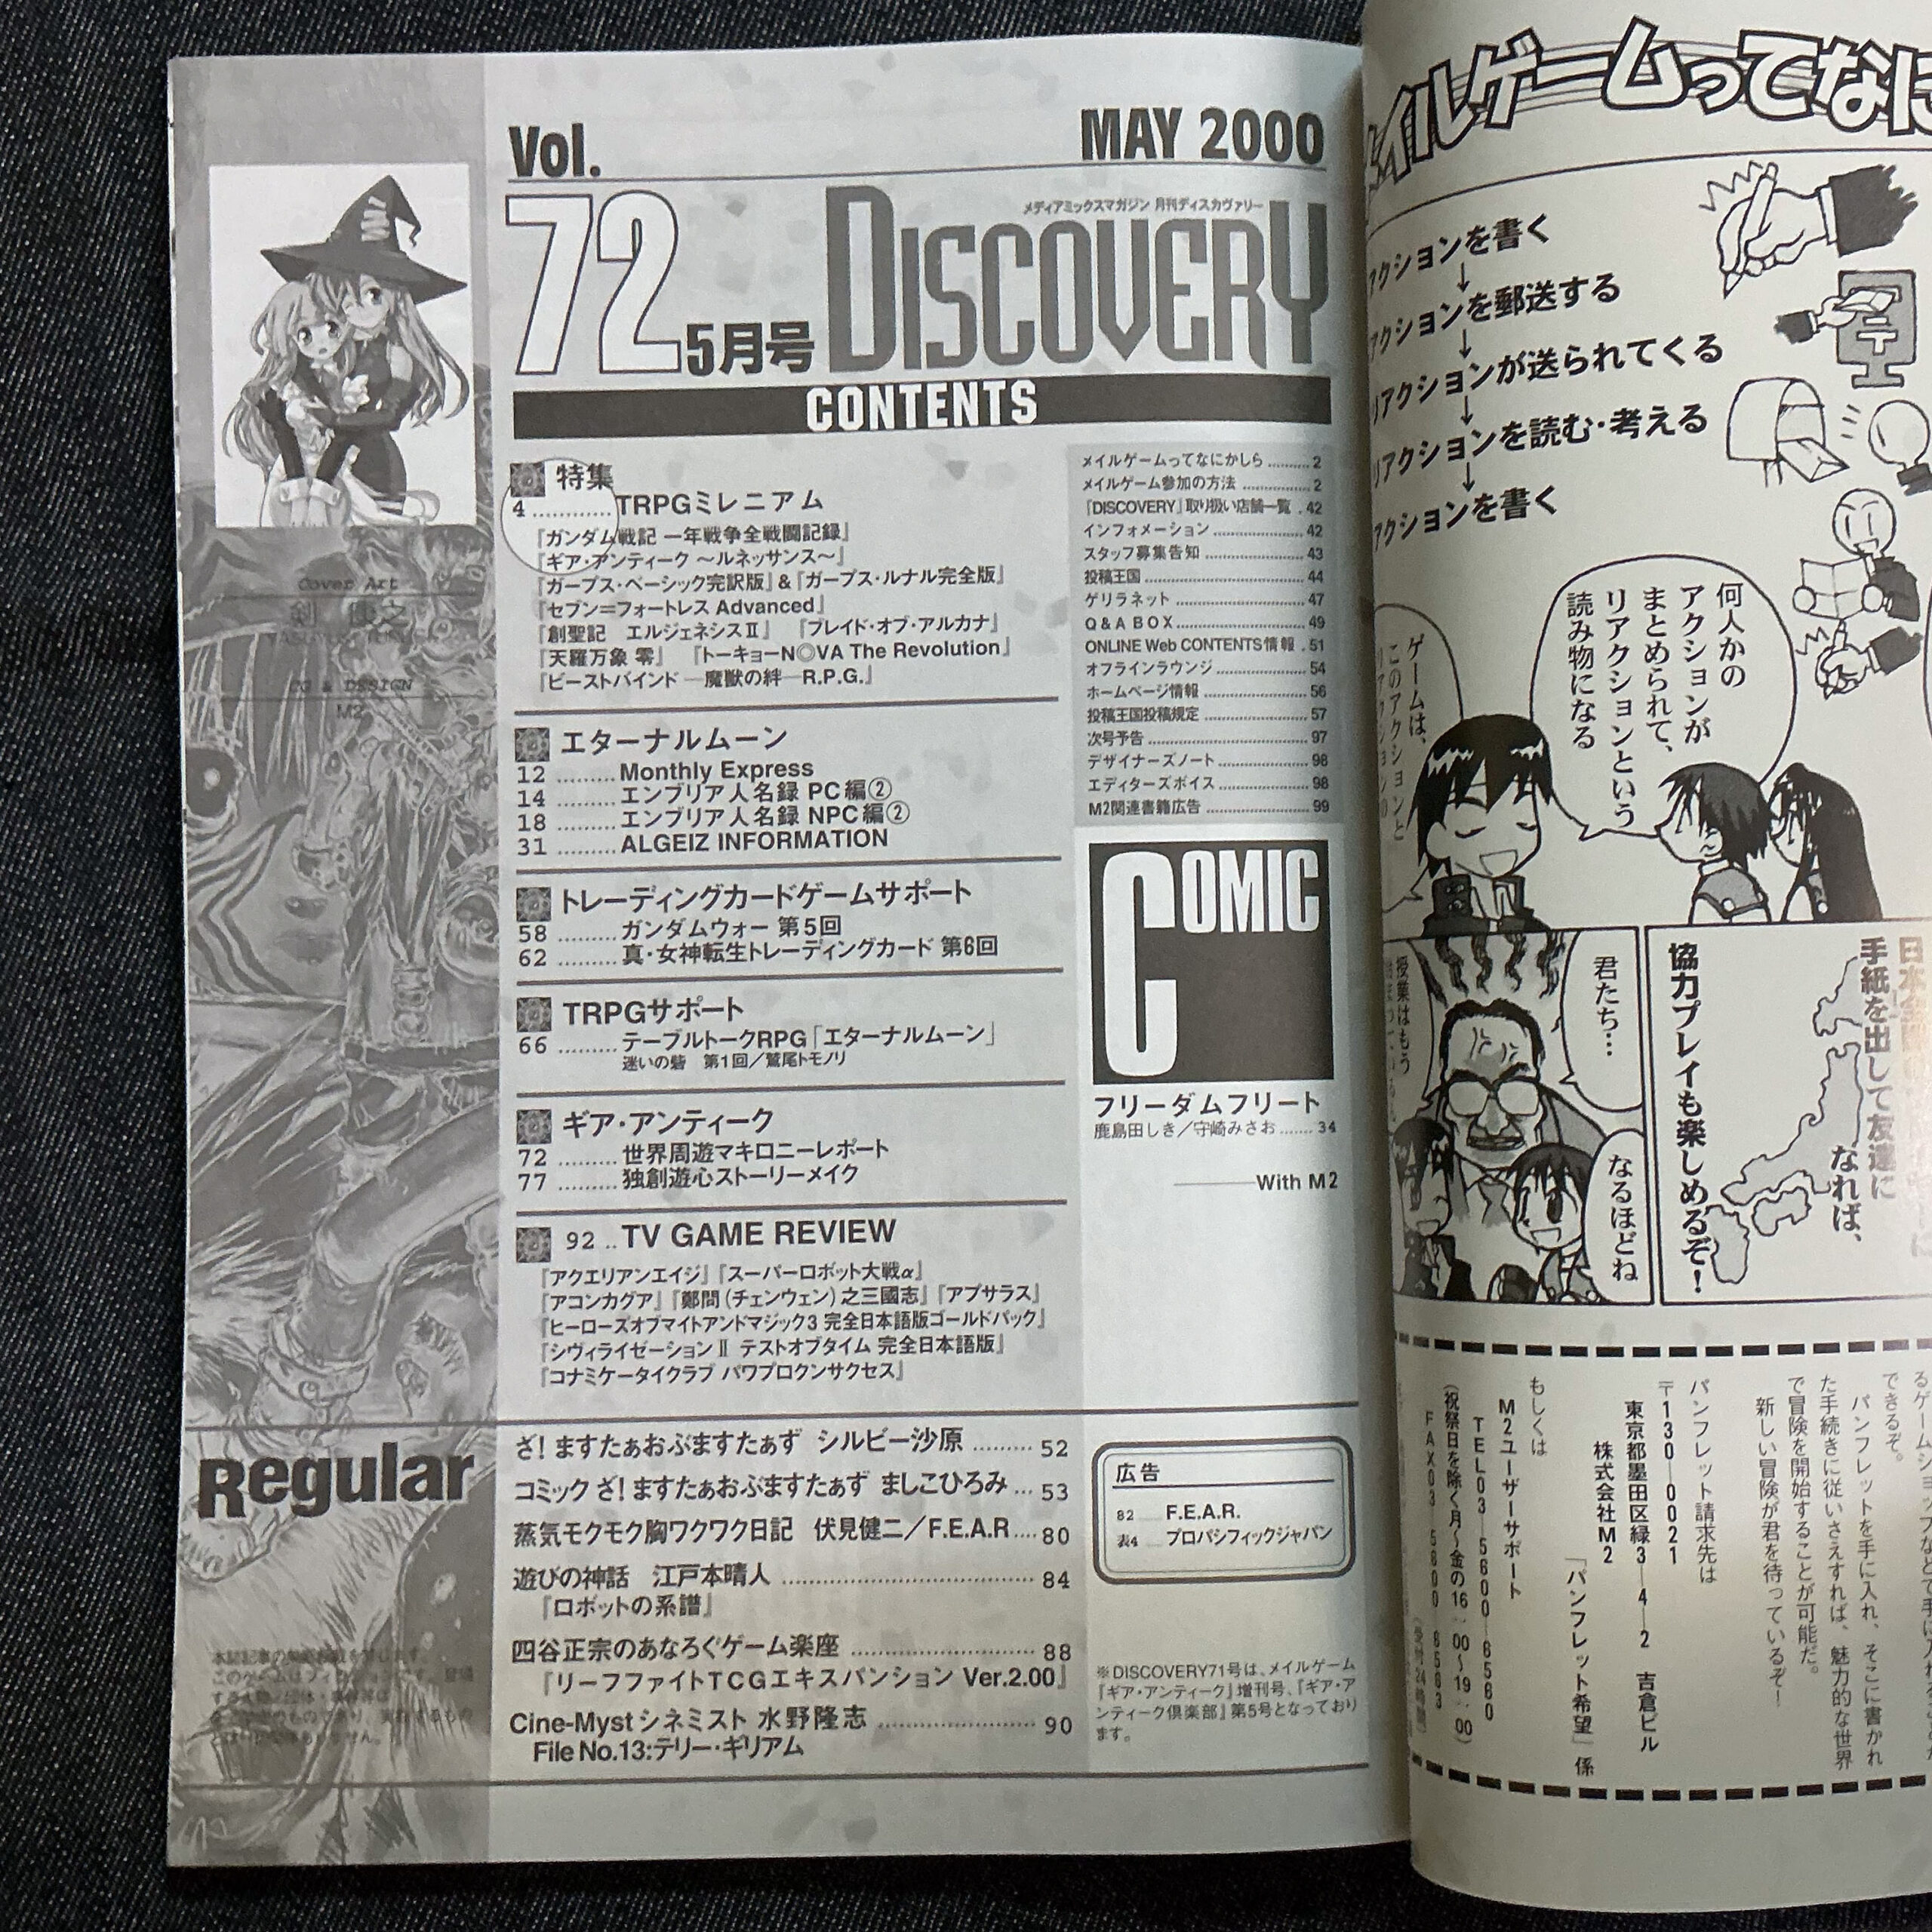 Vol.
MAY 2000
72 5月号
メディアミックスマガジン 月刊ディスカヴァリー
DISCOVERY
CONTENTS
Cover Art
CG & DESIGN
M2
特集
4 ............ TRPGミレニアム
『ガンダム戦記 一年戦争全戦闘記録』
『ギア・アンティーク ～ルネッサンス～』
『ガープス・ベーシック完訳版』&『ガープス・ルナル完全版』
『セブン＝フォートレス Advanced』
『創聖記 エルジェネシスⅡ』 『ブレイド・オブ・アルカナ』
『天羅万象 零』 『トーキョーN◎VA The Revolution』
『ビーストバインド ―魔獣の絆― R.P.G.』
エターナルムーン
12 ......... Monthly Express
14 ......... エンブリア人名録 PC編②
18 ......... エンブリア人名録 NPC編②
31 ......... ALGEIZ INFORMATION
トレーディングカードゲームサポート
58 ......... ガンダムウォー 第5回
62 ......... 真・女神転生トレーディングカード 第6回
TRPGサポート
66 ......... テーブルトークRPG「エターナルムーン」
迷いの砦 第1回／鷲尾トモノリ
ギア・アンティーク
72 ......... 世界周遊マキロニーレポート
77 ......... 独創遊心ストーリーメイク
92 .. TV GAME REVIEW
『アクエリアンエイジ』『スーパーロボット大戦α』
『アコンカグア』『鄭問(チェンウェン)之三國志』『アプサラス』
『ヒーローズオブマイトアンドマジック3 完全日本語版ゴールドパック』
『シヴィライゼーションⅡ テストオブタイム 完全日本語版』
『コナミケータイクラブ パワプロクンサクセス』
メイルゲームってなにかしら ......... 2
メイルゲーム参加の方法 ............ 2
『DISCOVERY』取り扱い店舗一覧 . 42
インフォメーション ............ 42
スタッフ募集告知 ............ 43
投稿王国 ............ 44
ゲリラネット ............ 47
Q&A BOX ............ 49
ONLINE Web CONTENTS情報 . 51
オフラインラウンジ ............ 54
ホームページ情報 ............ 56
投稿王国投稿規定 ............ 57
次号予告 ............ 97
デザイナーズノート ............ 98
エディターズボイス ............ 98
M2関連書籍広告 ............ 99
COMIC
フリーダムフリート
鹿島田しき／守崎みさお ....... 34
With M2
Regular
ざ！ますたぁおぶますたぁず シルビー沙原 ......... 52
コミック ざ！ますたぁおぶますたぁず ましこひろみ ... 53
蒸気モクモク胸ワクワク日記 伏見健二／F.E.A.R .... 80
遊びの神話 江戸本晴人 ............ 84
『ロボットの系譜』
四谷正宗のあなろぐゲーム楽座 ............ 88
『リーフファイトTCGエキスパンション Ver.2.00』
Cine-Myst シネミスト 水野隆志 ............ 90
File No.13:テリー・ギリアム
広告
82 F.E.A.R.
表4 プロパシフィックジャパン
※DISCOVERY71号は、メイルゲーム
『ギア・アンティーク』増刊号、『ギア・ア
ンティーク倶楽部』第5号となっており
ます。
イルゲームってなに
アクションを書く
↓
クションを郵送する
↓
リアクションが送られてくる
↓
リアクションを読む・考える
↓
アクションを書く
何人かの
アクションが
まとめられて、
リアクションという
読み物になる
ゲームは、
このアクションと
君たち…
なるほどね
授業はもう
手紙を出して友達に
なれば、
協力プレイも楽しめるぞ！
できるぞ。
パンフレットを手に入れ、そこに書かれ
た手続きに従いさえすれば、魅力的な世界
で冒険を開始することが可能だ。
新しい冒険が君を待っているぞ！
パンフレット請求先は
〒130―0021
東京都墨田区緑3―4―2 吉倉ビル
株式会社M2
「パンフレット希望」係
もしくは
M2ユーザーサポート
TEL03―5600―6560
(祝祭日を除く月～金の16：00～19：00)